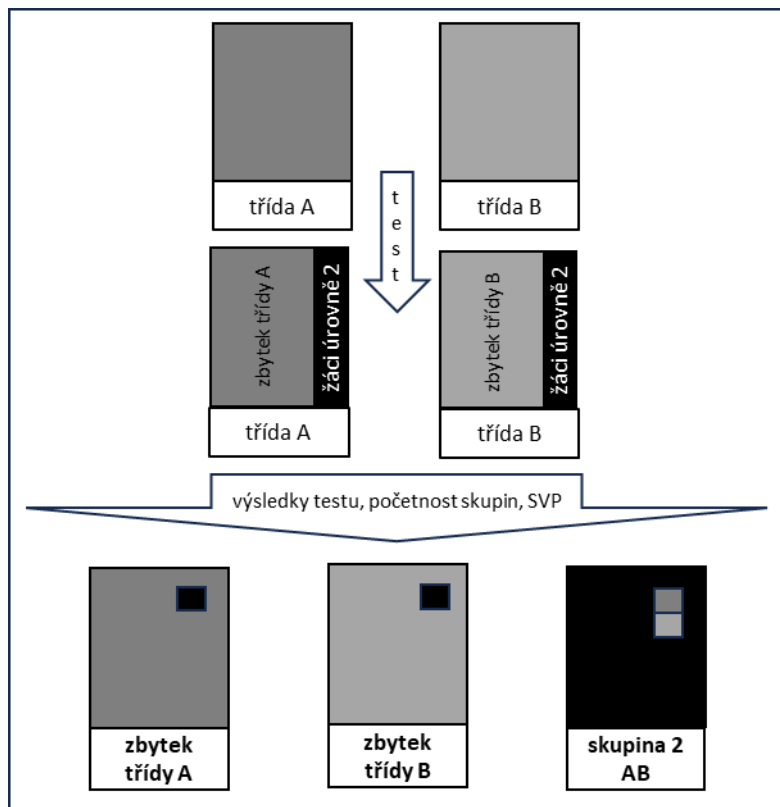 třída A
třída B
test
zbytek třídy A
žáci úrovně 2
zbytek třídy B
žáci úrovně 2
třída A
třída B
výsledky testu, početnost skupin, SVP
zbytek
třídy A
zbytek
třídy B
skupina 2
AB